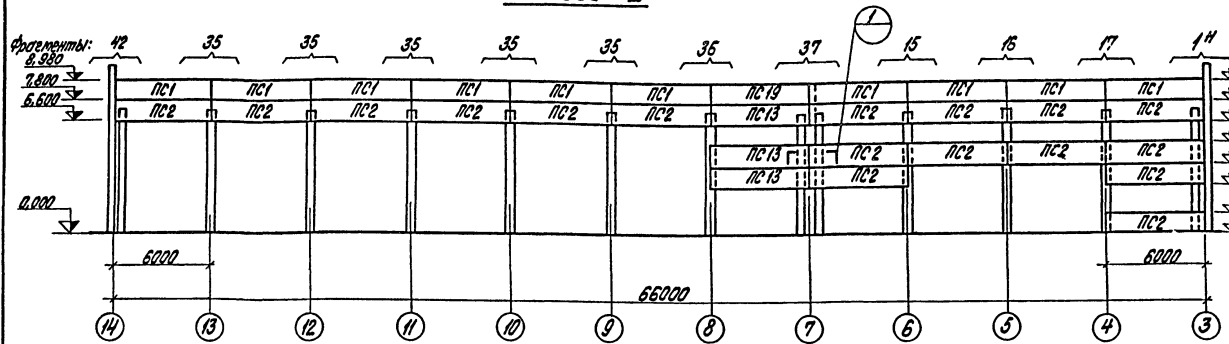 Фрагменты: 42 35 35 35 35 35 36 37 15 16 17 1н
1
8,980
7,800
6,600
ПС1 ПС1 ПС1 ПС1 ПС1 ПС1 ПС19 ПС1 ПС1 ПС1 ПС1
ПС2 ПС2 ПС2 ПС2 ПС2 ПС2 ПС13 ПС2 ПС2 ПС2 ПС2
ПС13 ПС2 ПС2 ПС2 ПС2
ПС13 ПС2 ПС2
0,000
ПС2
6000 6000
66000
14 13 12 11 10 9 8 7 6 5 4 3